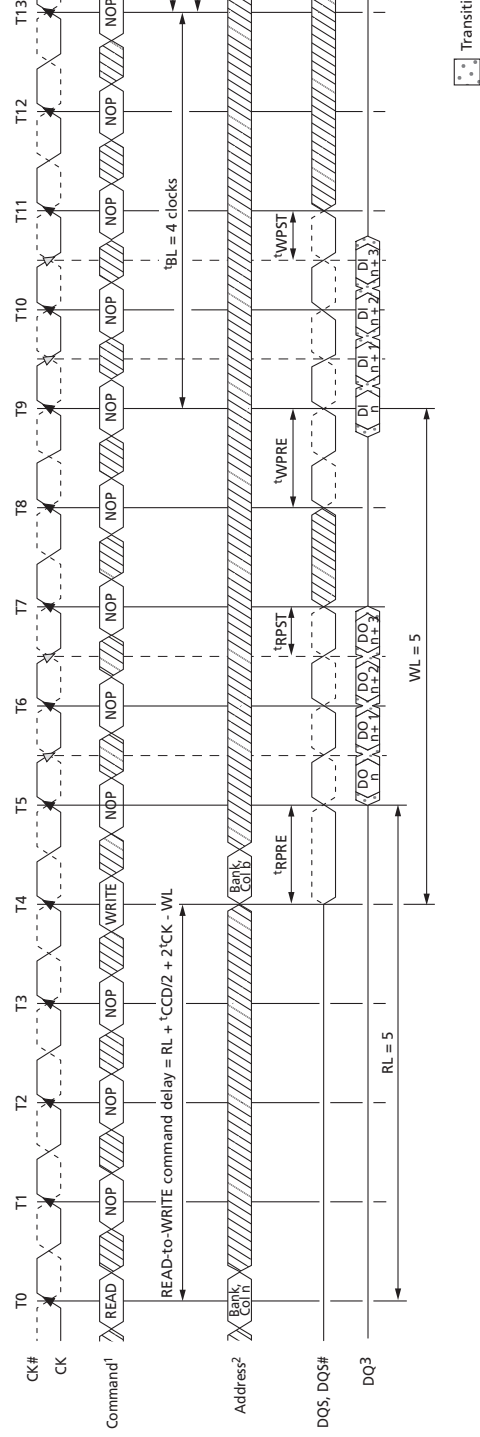 T0 T1 T2 T3 T4 T5 T6 T7 T8 T9 T10 T11 T12 T13
CK#
CK
Command1 READ NOP NOP NOP WRITE NOP NOP NOP NOP NOP NOP NOP NOP NOP
tBL = 4 clocks
READ-to-WRITE command delay = RL + tCCD/2 + 2tCK - WL
Address2 Bank, Col n Bank, Col b
tRPRE tRPST tWPRE tWPST
DQS, DQS#
DQ3 DO n DO n + 1 DO n + 2 DO n + 3 DI n DI n + 1 DI n + 2 DI n + 3
RL = 5
WL = 5